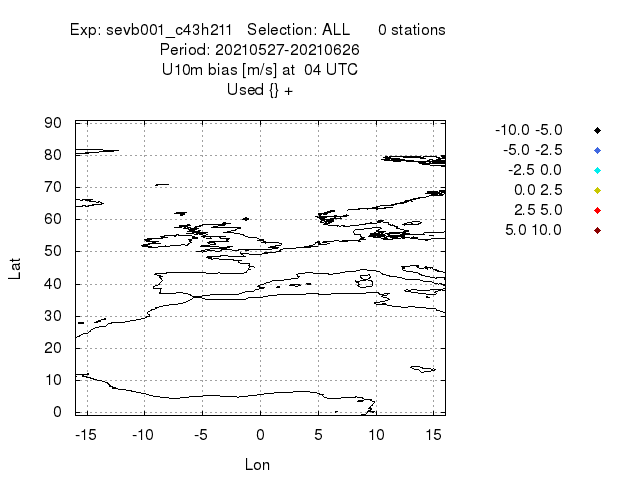 Exp: sevb001_c43h211   Selection: ALL      0 stations
Period: 20210527-20210626
U10m bias [m/s] at  04 UTC
Used {} +
90
80
70
60
50
40
30
20
10
0
Lat
-15 -10 -5 0 5 10 15
Lon
-10.0 -5.0
-5.0 -2.5
-2.5 0.0
0.0 2.5
2.5 5.0
5.0 10.0